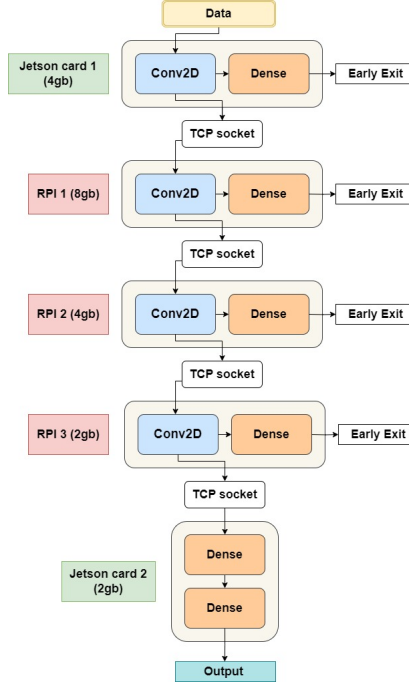 Data
Jetson card 1
(4gb)
Conv2D
Dense
Early Exit
TCP socket
RPI 1 (8gb)
Conv2D
Dense
Early Exit
TCP socket
RPI 2 (4gb)
Conv2D
Dense
Early Exit
TCP socket
RPI 3 (2gb)
Conv2D
Dense
Early Exit
TCP socket
Jetson card 2
(2gb)
Dense
Dense
Output